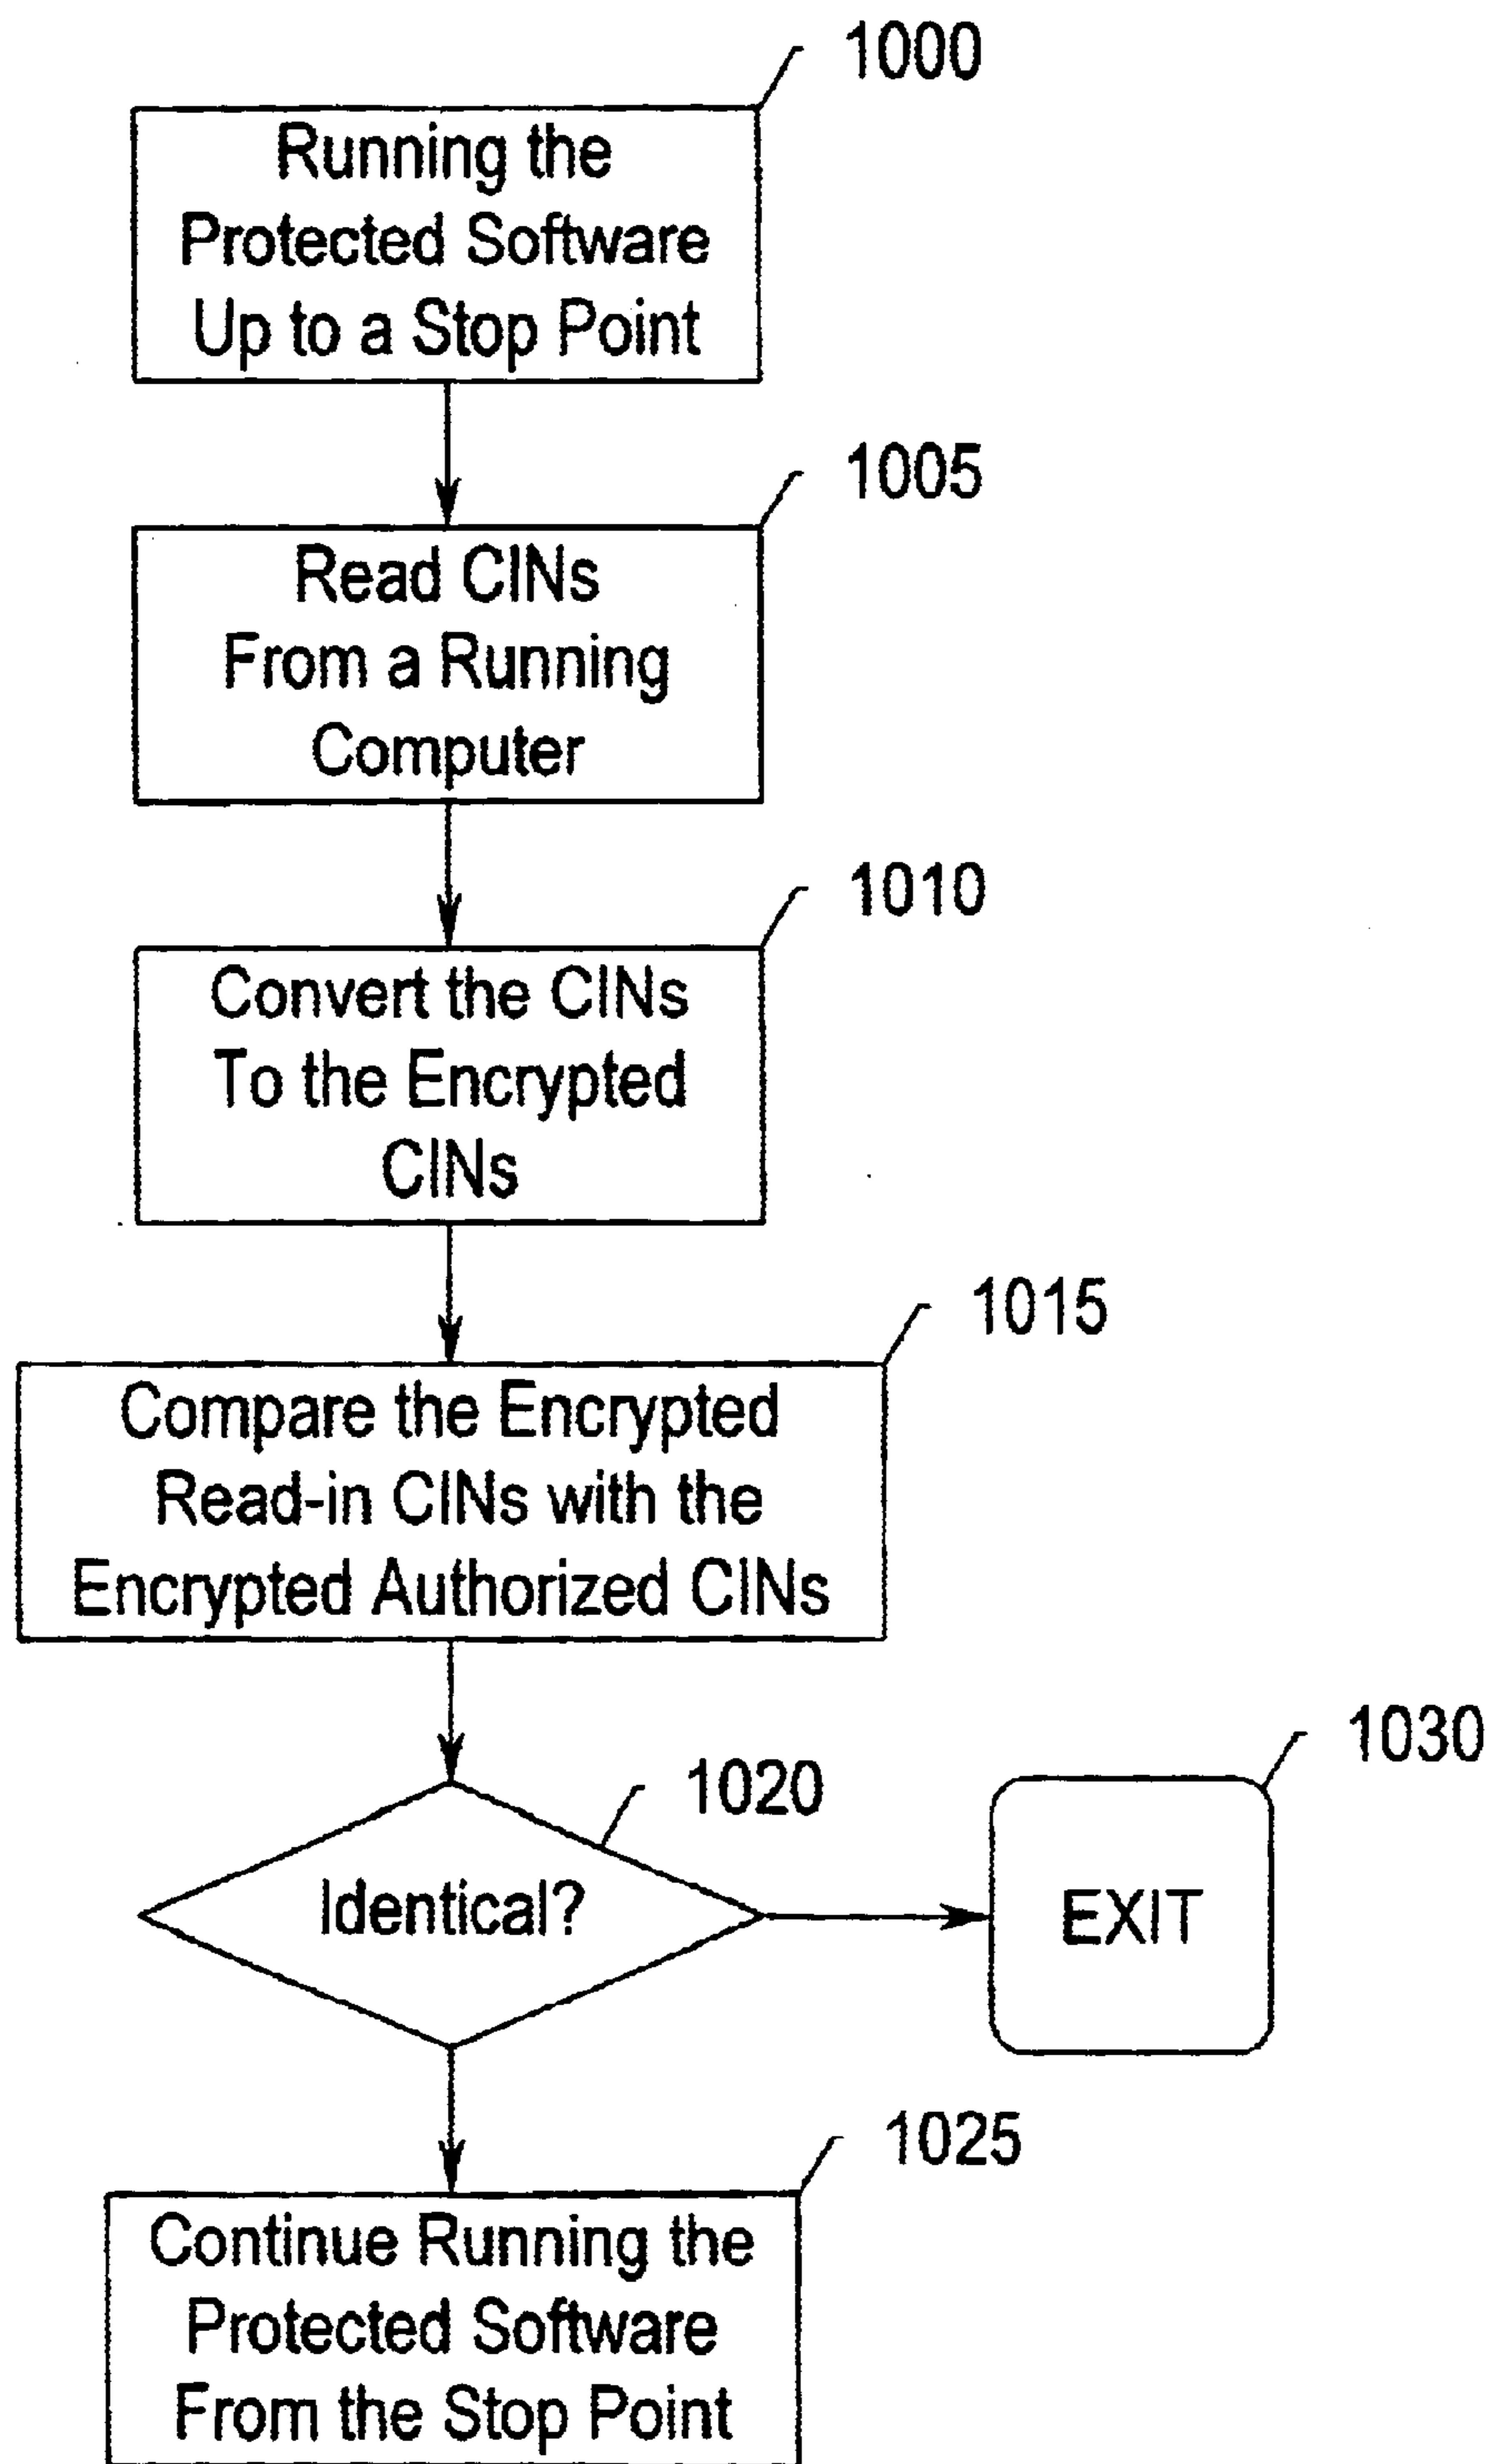 1000
Running the
Protected Software
Up to a Stop Point
1005
Read CINs
From a Running
Computer
1010
Convert the CINs
To the Encrypted
CINs
1015
Compare the Encrypted
Read-in CINs with the
Encrypted Authorized CINs
1020
Identical?
1030
EXIT
1025
Continue Running the
Protected Software
From the Stop Point